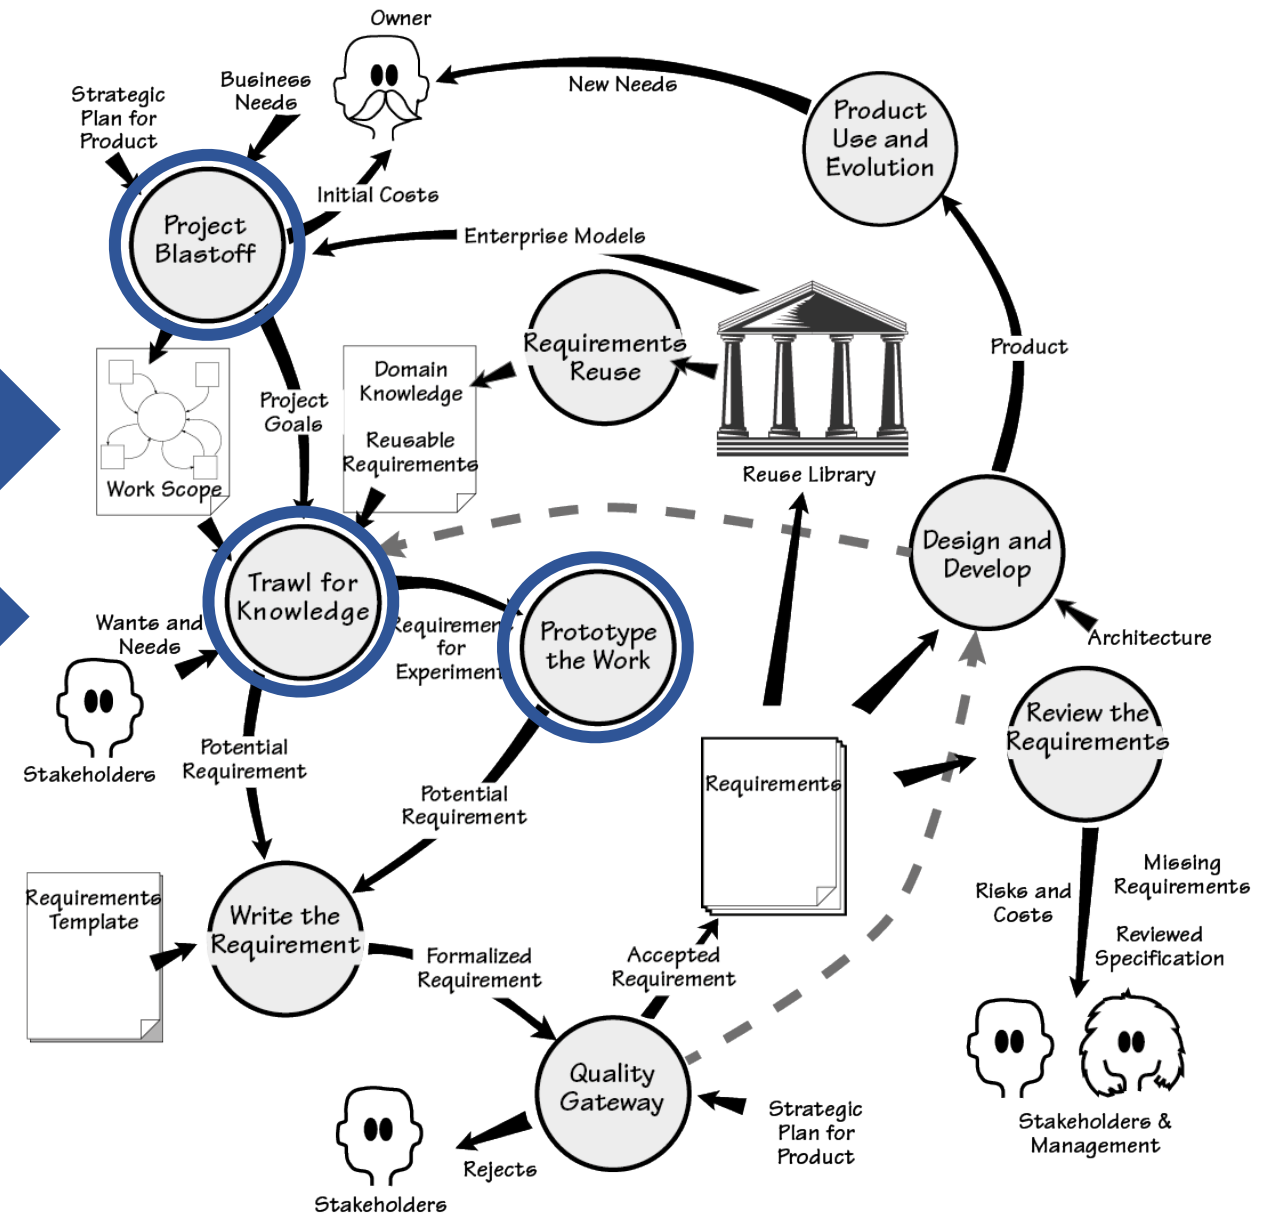 Owner
Business
Needs
Strategic
Plan for
Product
New Needs
Product
Use and
Evolution
Initial Costs
Project
Blastoff
Enterprise Models
Requirements
Reuse
Product
Domain
Knowledge
Project
Goals
Reusable
Requirements
Work Scope
Reuse Library
Design and
Develop
Trawl for
Knowledge
Wants and
Needs
Requirement
for
Experiment
Prototype
the Work
Architecture
Review the
Requirements
Stakeholders
Potential
Requirement
Potential
Requirement
Requirements
Missing
Requirements
Risks and
Costs
Reviewed
Specification
Requirements
Template
Write the
Requirement
Formalized
Requirement
Accepted
Requirement
Quality
Gateway
Strategic
Plan for
Product
Stakeholders &
Management
Rejects
Stakeholders